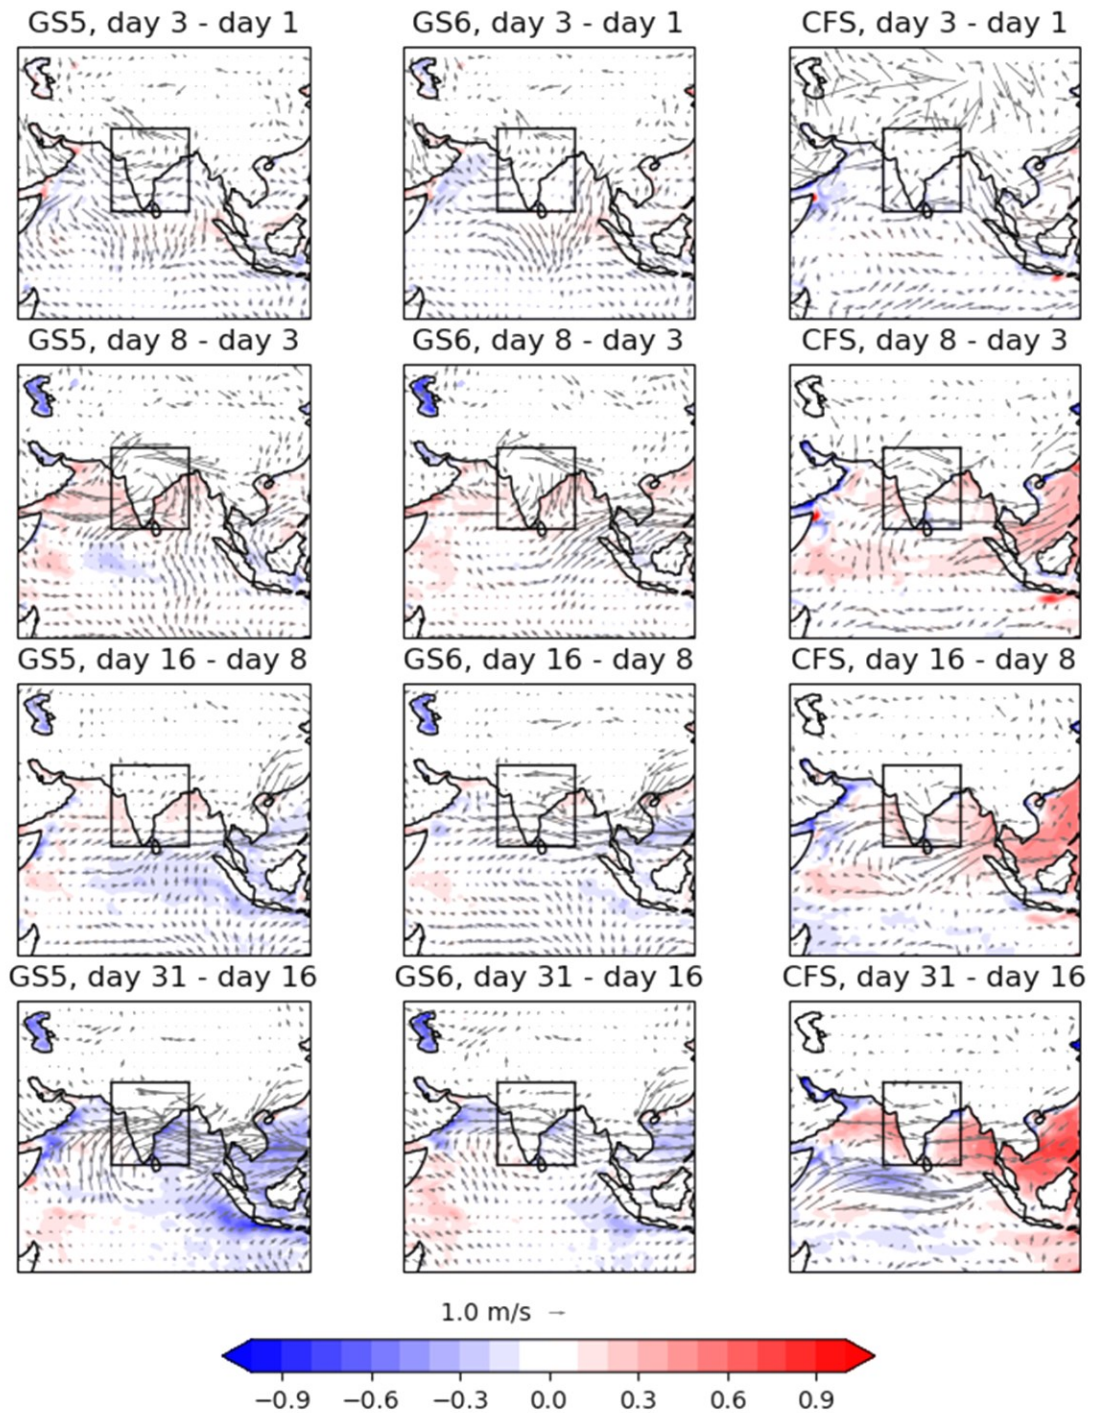 GS5, day 3 - day 1
GS6, day 3 - day 1
CFS, day 3 - day 1
GS5, day 8 - day 3
GS6, day 8 - day 3
CFS, day 8 - day 3
GS5, day 16 - day 8
GS6, day 16 - day 8
CFS, day 16 - day 8
GS5, day 31 - day 16
GS6, day 31 - day 16
CFS, day 31 - day 16
1.0 m/s
−0.9 −0.6 −0.3 0.0 0.3 0.6 0.9